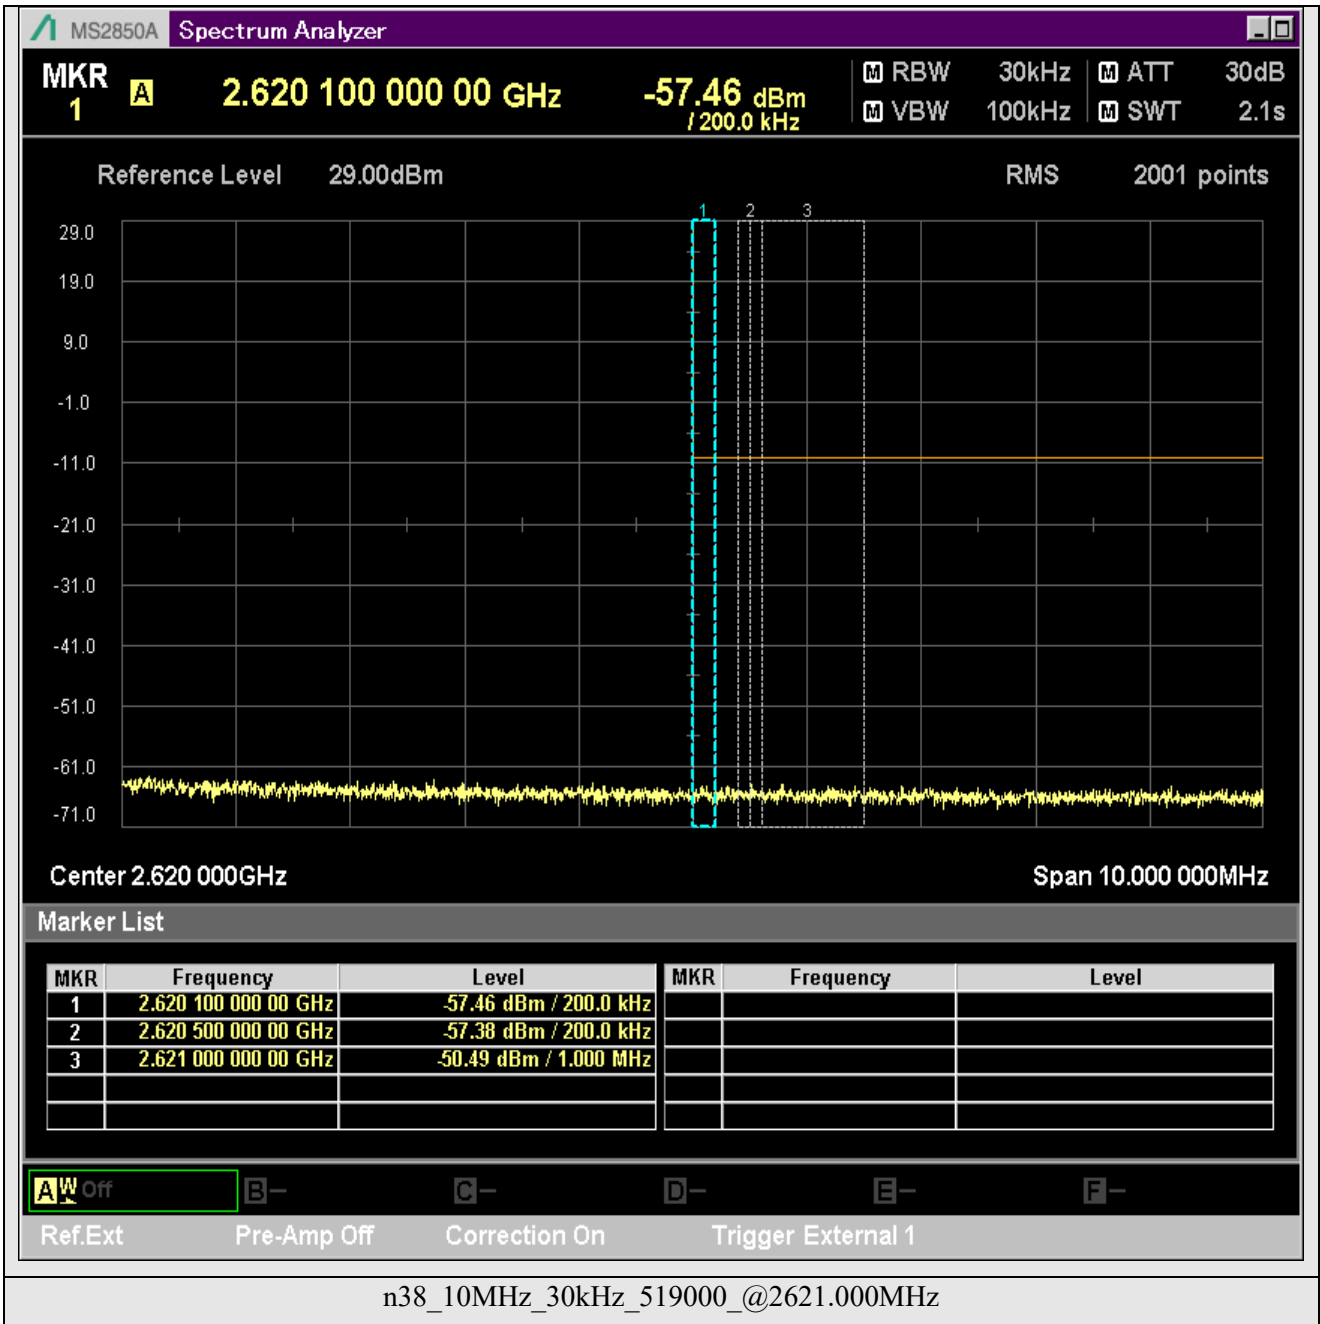 MS2850A Spectrum Analyzer
MKR 1 A 2.620 100 000 00 GHz -57.46 dBm / 200.0 kHz
M RBW 30kHz M ATT 30dB
M VBW 100kHz M SWT 2.1s
Reference Level 29.00dBm RMS 2001 points
1 2 3
29.0
19.0
9.0
-1.0
-11.0
-21.0
-31.0
-41.0
-51.0
-61.0
-71.0
Center 2.620 000GHz Span 10.000 000MHz
Marker List
MKR Frequency Level MKR Frequency Level
1 2.620 100 000 00 GHz -57.46 dBm / 200.0 kHz
2 2.620 500 000 00 GHz -57.38 dBm / 200.0 kHz
3 2.621 000 000 00 GHz -50.49 dBm / 1.000 MHz
A W Off B- C- D- E- F-
Ref.Ext Pre-Amp Off Correction On Trigger External 1
n38_10MHz_30kHz_519000_@2621.000MHz